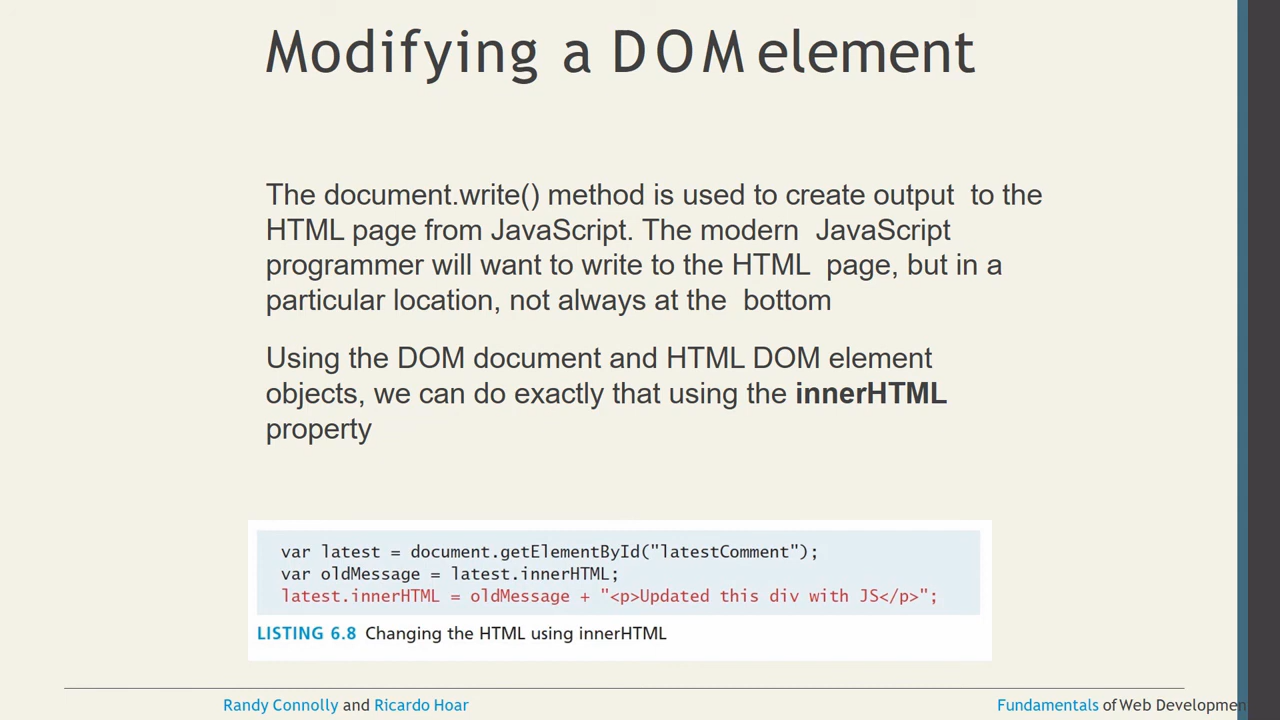 Modifying a DOM element
The document.write() method is used to create output to the
HTML page from JavaScript. The modern JavaScript
programmer will want to write to the HTML page, but in a
particular location, not always at the bottom
Using the DOM document and HTML DOM element
objects, we can do exactly that using the innerHTML
property
var latest = document.getElementById("latestComment");
var oldMessage = latest.innerHTML;
latest.innerHTML = oldMessage + "<p>Updated this div with JS</p>";
LISTING 6.8 Changing the HTML using innerHTML
Randy Connolly and Ricardo Hoar
Fundamentals of Web Developmen